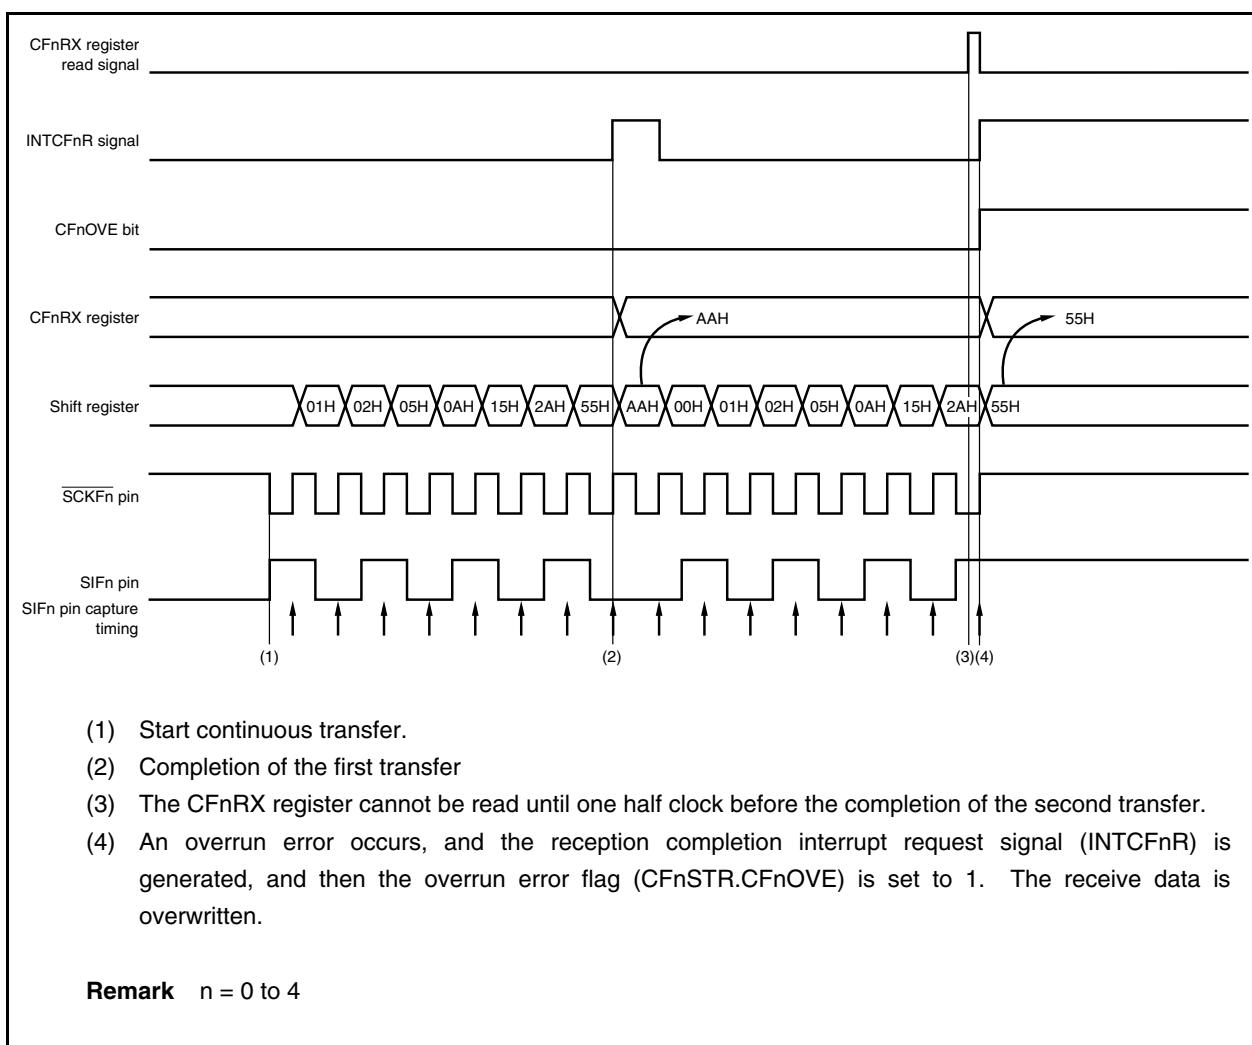 CFnRX register
read signal
INTCFnR signal
CFnOVE bit
CFnRX register
AAH
55H
Shift register
01H 02H 05H 0AH 15H 2AH 55H AAH 00H 01H 02H 05H 0AH 15H 2AH 55H
SCKFn pin
SIFn pin
SIFn pin capture
timing
(1) (2) (3)(4)
(1) Start continuous transfer.
(2) Completion of the first transfer
(3) The CFnRX register cannot be read until one half clock before the completion of the second transfer.
(4) An overrun error occurs, and the reception completion interrupt request signal (INTCFnR) is
generated, and then the overrun error flag (CFnSTR.CFnOVE) is set to 1. The receive data is
overwritten.
Remark n = 0 to 4